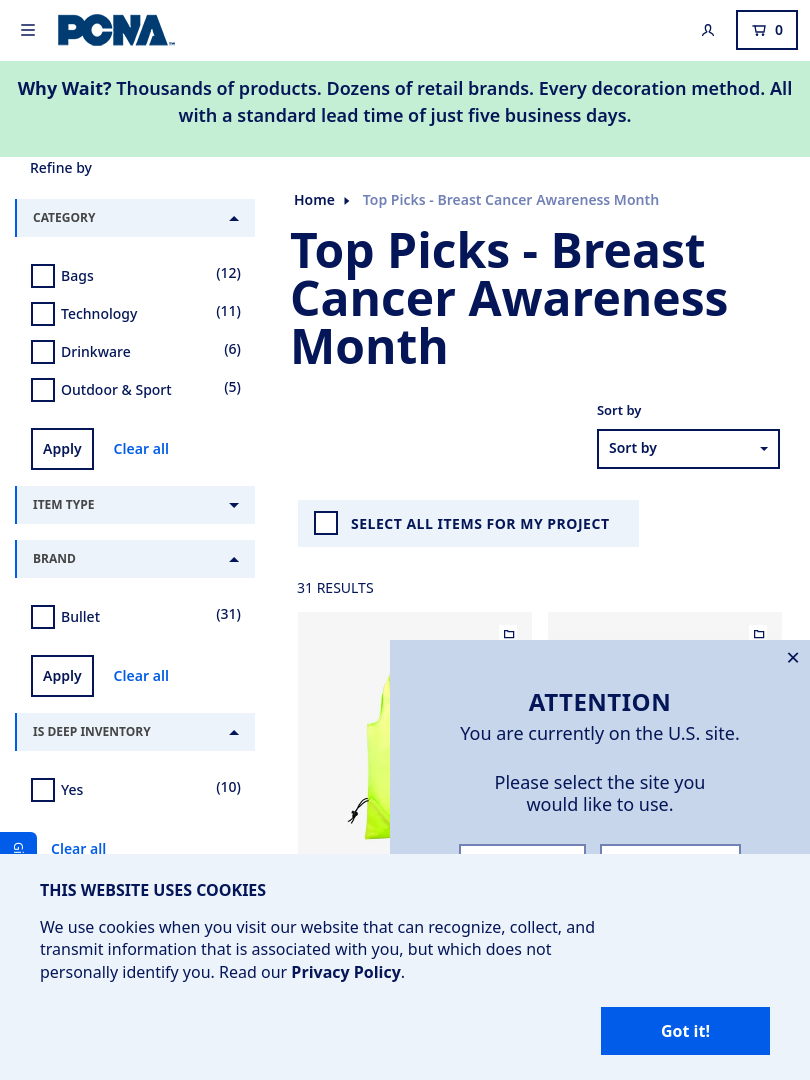 PCNA
0
Why Wait? Thousands of products. Dozens of retail brands. Every decoration method. All
with a standard lead time of just five business days.
Refine by
CATEGORY
Bags (12)
Technology (11)
Drinkware (6)
Outdoor & Sport (5)
Apply Clear all
ITEM TYPE
BRAND
Bullet (31)
Apply Clear all
IS DEEP INVENTORY
Yes (10)
Clear all
Home Top Picks - Breast Cancer Awareness Month
Top Picks - Breast
Cancer Awareness
Month
Sort by
Sort by
SELECT ALL ITEMS FOR MY PROJECT
31 RESULTS
ATTENTION
You are currently on the U.S. site.
Please select the site you
would like to use.
THIS WEBSITE USES COOKIES
We use cookies when you visit our website that can recognize, collect, and
transmit information that is associated with you, but which does not
personally identify you. Read our Privacy Policy.
Got it!